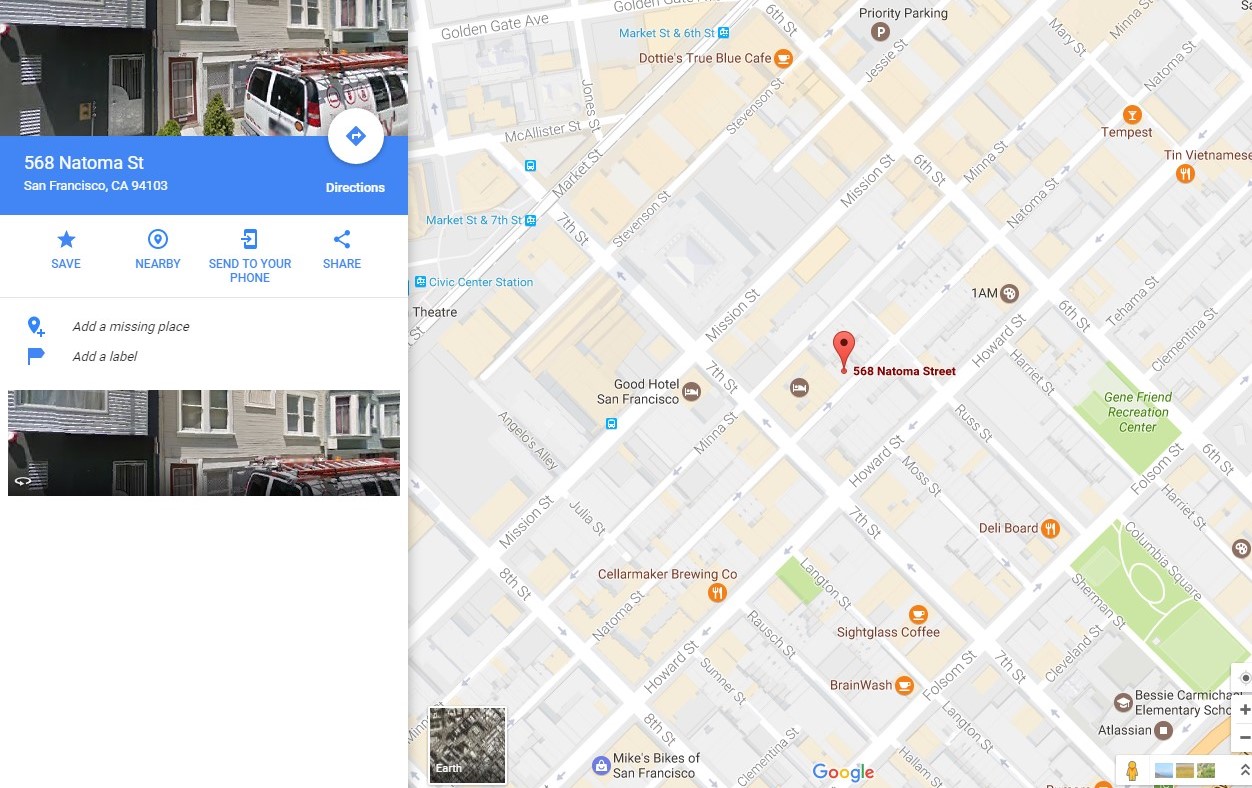 568 Natoma St
San Francisco, CA 94103
Directions
SAVE
NEARBY
SEND TO YOUR
PHONE
SHARE
Add a missing place
Add a label
Golden Gate Ave
Market St & 6th St
6th St
Priority Parking
P
Dottie's True Blue Cafe
Jessie St
Mary St
Minna St
Natoma St
Jones St
McAllister St
Stevenson St
Tempest
Tin Vietnamese
Market St
Mission St
6th St
Minna St
Natoma St
Market St & 7th St
7th St
Stevenson St
Civic Center Station
Theatre
Mission St
1AM
6th St
Tehama St
Clementina St
Howard St
Harriet St
568 Natoma Street
Good Hotel
San Francisco
7th St
Minna St
Angelo's Alley
Russ St
Gene Friend
Recreation
Center
6th St
Folsom St
Howard St
Moss St
Harriet St
Mission St
Julia St
7th St
Deli Board
Columbia Square
Cellarmaker Brewing Co
8th St
Natoma St
Langton St
Sherman St
Sightglass Coffee
Rausch St
Howard St
Sumner St
BrainWash
Folsom St
7th St
Cleveland St
Bessie Carmichae
Elementary Scho
Atlassian
Langton St
Minna St
8th St
Clementina St
Hallam St
Mike's Bikes of
San Francisco
Earth
Google